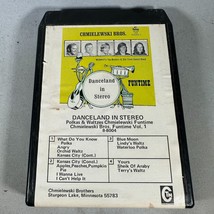 CHMIELEWSKI BROS.
Danceland
in
Stereo
FUNTIME
DANCELAND IN STEREO
Polkas & Waltzes Chmielewski Funtime
Chmielewski Bros. Funtime Vol. 1
8-8004
1 What Do You Know
Polka
Angry
Orchid Waltz
Kansas City (Cont.)
3 Blue Moon
Lindy's Waltz
Waterloo Polka
2 Kansas City (Conc.)
Apples, Peaches, Pumpkin
Pie
I Wanna Live
I Can't Help It
4 Yours
Sheik Of Araby
Terry's Waltz
Chmielewski Brothers
Sturgeon Lake, Minnesota 55783